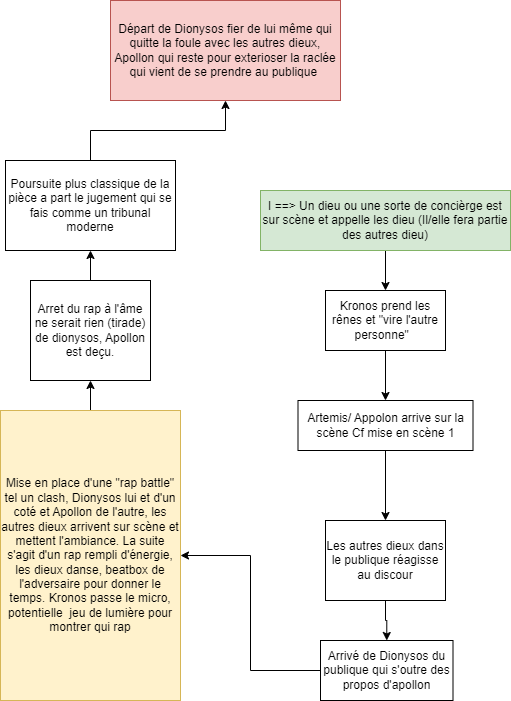 Départ de Dionysos fier de lui même qui
quitte la foule avec les autres dieux,
Apollon qui reste pour exterioser la raclée
qui vient de se prendre au publique
Poursuite plus classique de la
pièce a part le jugement qui se
fais comme un tribunal
moderne
I ==> Un dieu ou une sorte de concièrge est
sur scène et appelle les dieu (Il/elle fera partie
des autres dieu)
Arret du rap à l'âme
ne serait rien (tirade)
de dionysos, Apollon
est deçu.
Kronos prend les
rênes et "vire l'autre
personne"
Artemis/ Appolon arrive sur la
scène Cf mise en scène 1
Mise en place d'une "rap battle"
tel un clash, Dionysos lui et d'un
coté et Apollon de l'autre, les
autres dieux arrivent sur scène et
mettent l'ambiance. La suite
s'agit d'un rap rempli d'énergie,
les dieux danse, beatbox de
l'adversaire pour donner le
temps. Kronos passe le micro,
potentielle jeu de lumière pour
montrer qui rap
Les autres dieux dans
le publique réagisse
au discour
Arrivé de Dionysos du
publique qui s'outre des
propos d'apollon